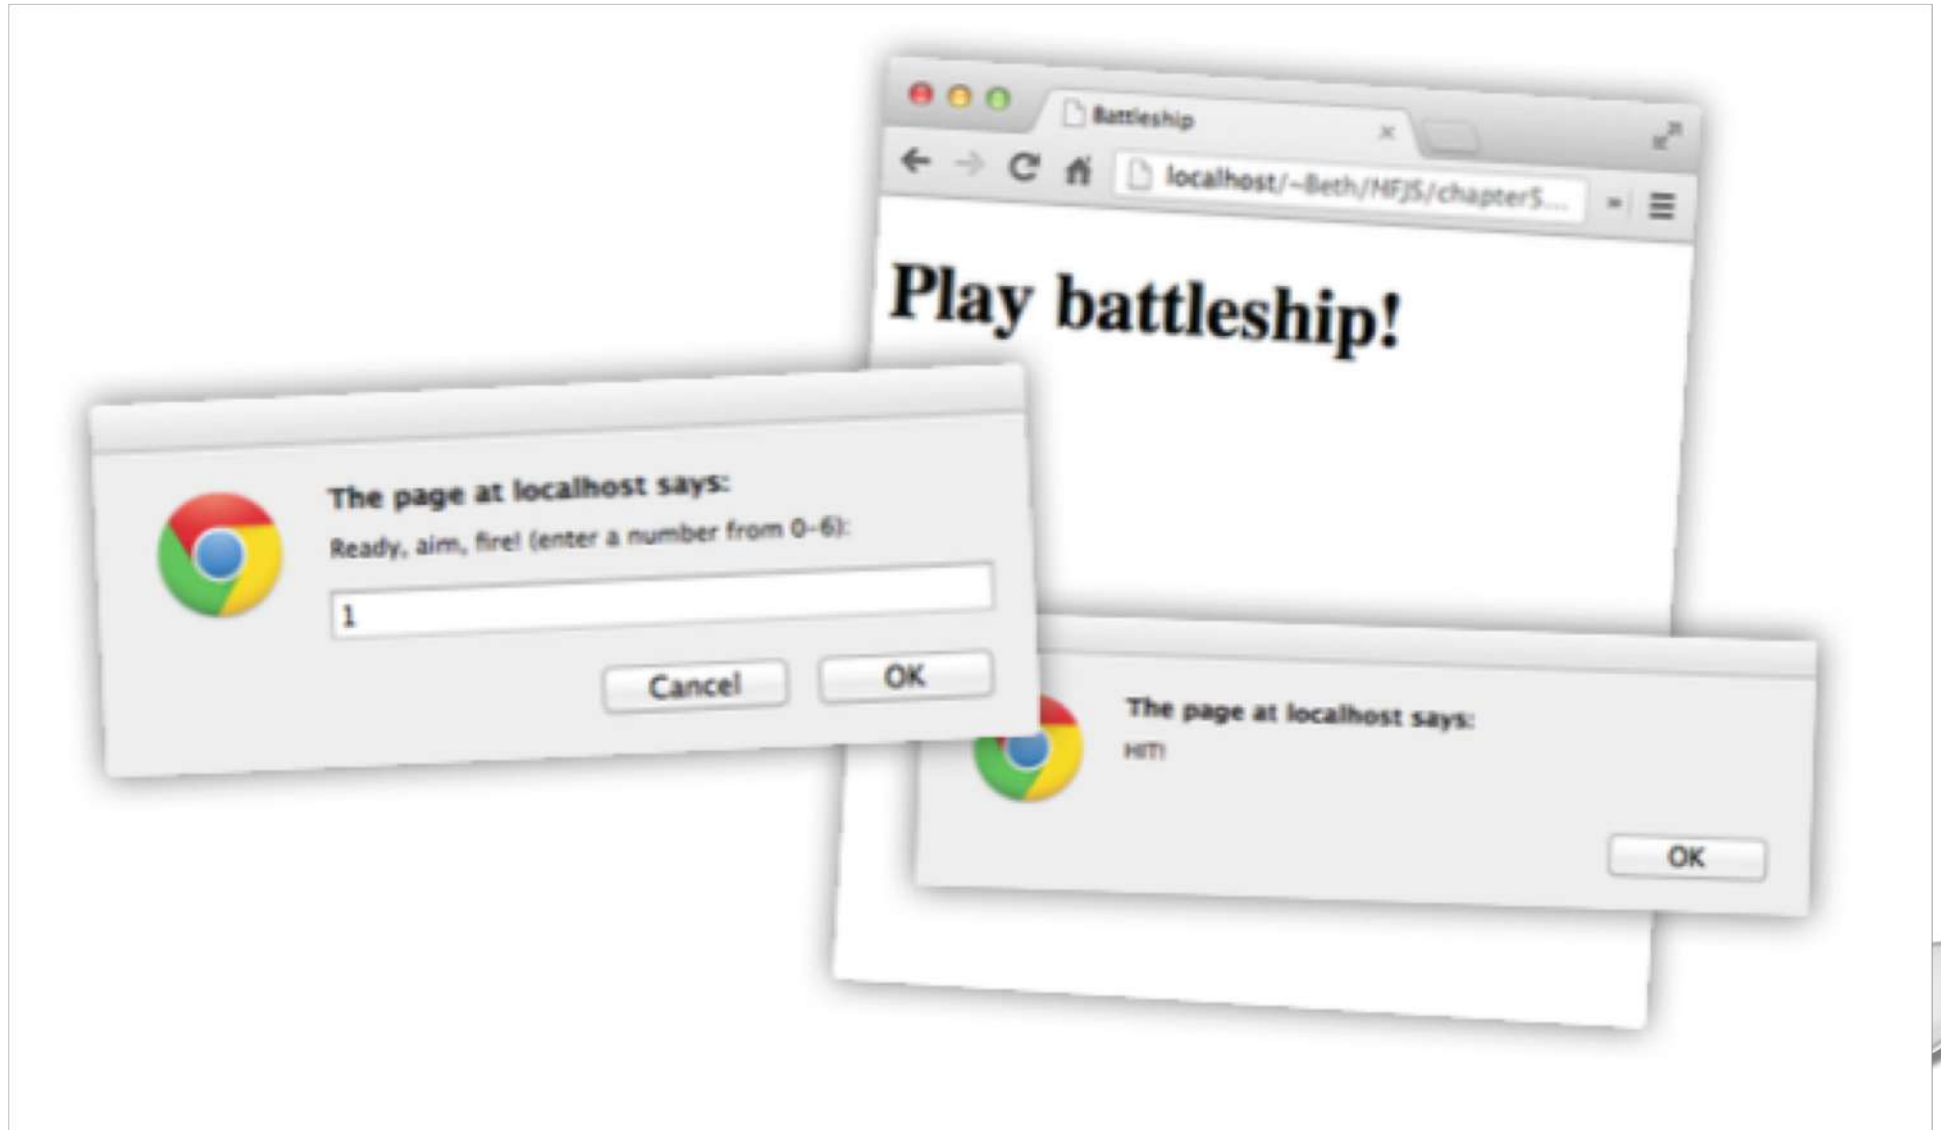 Battleship
localhost/~Beth/HFJS/chapter5...
Play battleship!
The page at localhost says:
Ready, aim, fire! (enter a number from 0-6):
1
Cancel
OK
The page at localhost says:
HIT!
OK